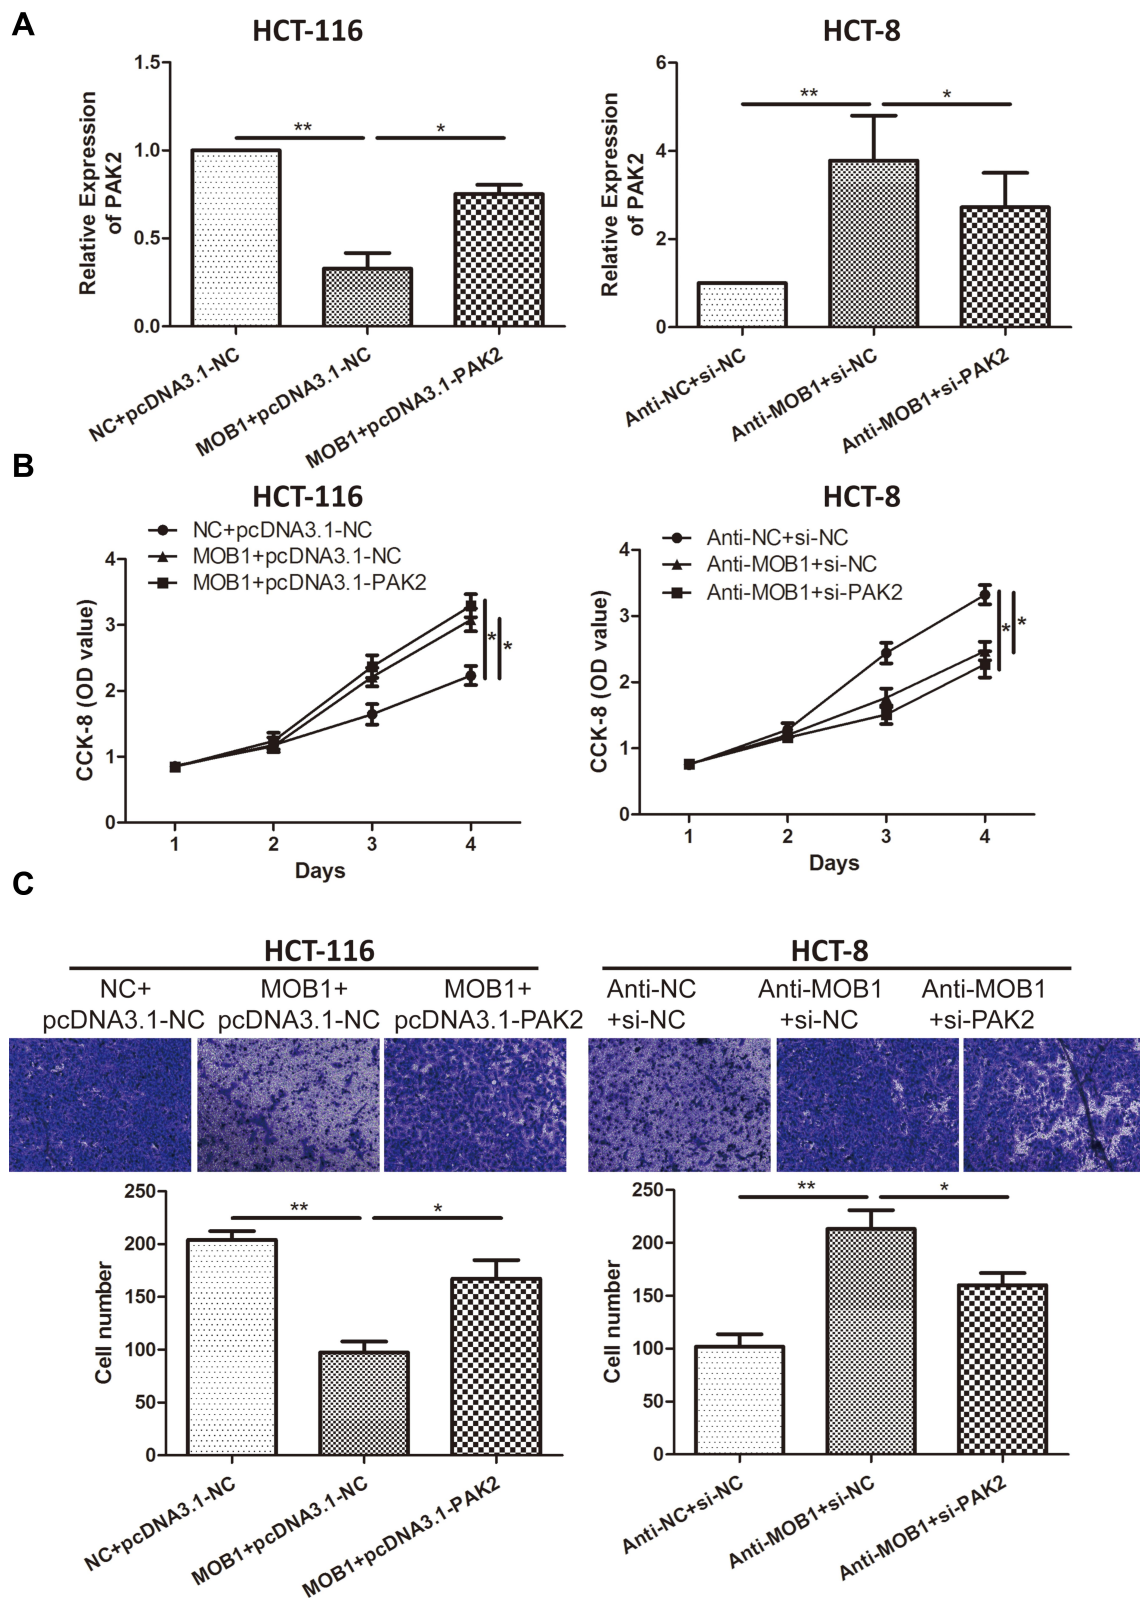 A
HCT-116
HCT-8
Relative Expression
of PAK2
1.5
1.0
0.5
0.0
**
*
NC+pcDNA3.1-NC
MOB1+pcDNA3.1-NC
MOB1+pcDNA3.1-PAK2
Relative Expression
of PAK2
6
4
2
0
**
*
Anti-NC+si-NC
Anti-MOB1+si-NC
Anti-MOB1+si-PAK2
B
HCT-116
NC+pcDNA3.1-NC
MOB1+pcDNA3.1-NC
MOB1+pcDNA3.1-PAK2
CCK-8 (OD value)
4
3
2
1
0
*
*
1 2 3 4
Days
HCT-8
Anti-NC+si-NC
Anti-MOB1+si-NC
Anti-MOB1+si-PAK2
CCK-8 (OD value)
4
3
2
1
0
*
*
1 2 3 4
Days
C
HCT-116
NC+
pcDNA3.1-NC
MOB1+
pcDNA3.1-NC
MOB1+
pcDNA3.1-PAK2
HCT-8
Anti-NC
+si-NC
Anti-MOB1
+si-NC
Anti-MOB1
+si-PAK2
Cell number
250
200
150
100
50
0
**
*
NC+pcDNA3.1-NC
MOB1+pcDNA3.1-NC
MOB1+pcDNA3.1-PAK2
Cell number
250
200
150
100
50
0
**
*
Anti-NC+si-NC
Anti-MOB1+si-NC
Anti-MOB1+si-PAK2